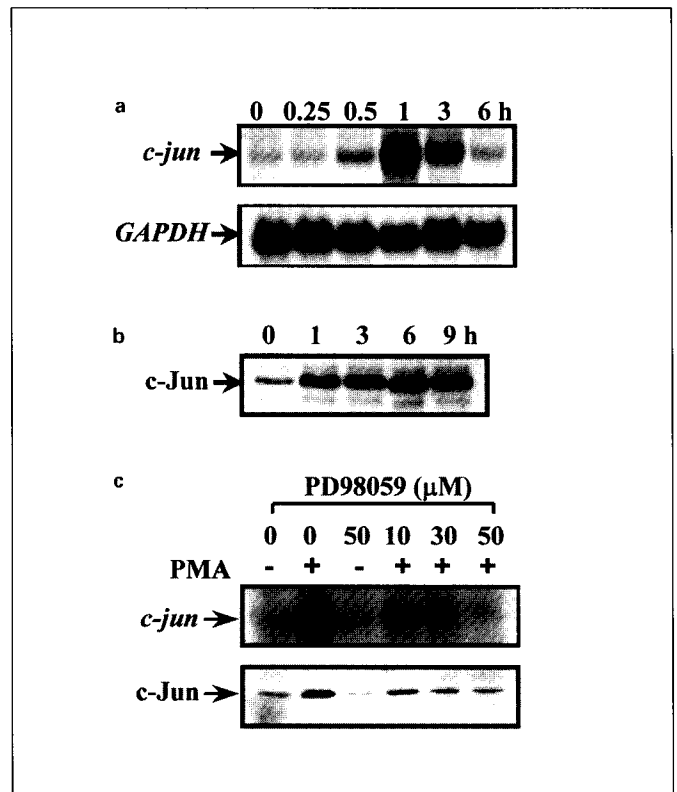 a
0 0.25 0.5 1 3 6 h
c-jun
GAPDH
b
0 1 3 6 9 h
c-Jun
c
PD98059 (μM)
0 0 50 10 30 50
PMA - + - + + +
c-jun
c-Jun